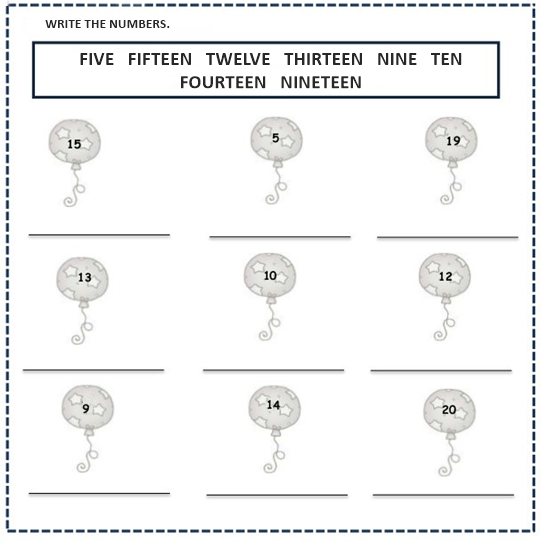 WRITE THE NUMBERS.
FIVE FIFTEEN TWELVE THIRTEEN NINE TEN
FOURTEEN NINETEEN
15 5 19
13 10 12
9 14 20